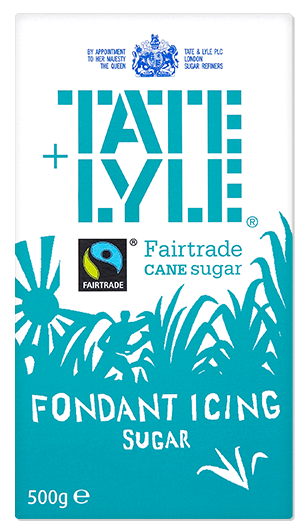 BY APPOINTMENT
TO HER MAJESTY
THE QUEEN
TATE & LYLE PLC
LONDON
SUGAR REFINERS
TATE
+ LYLE®
FAIRTRADE
®
Fairtrade
CANE sugar
FONDANT ICING
SUGAR
500g ℮